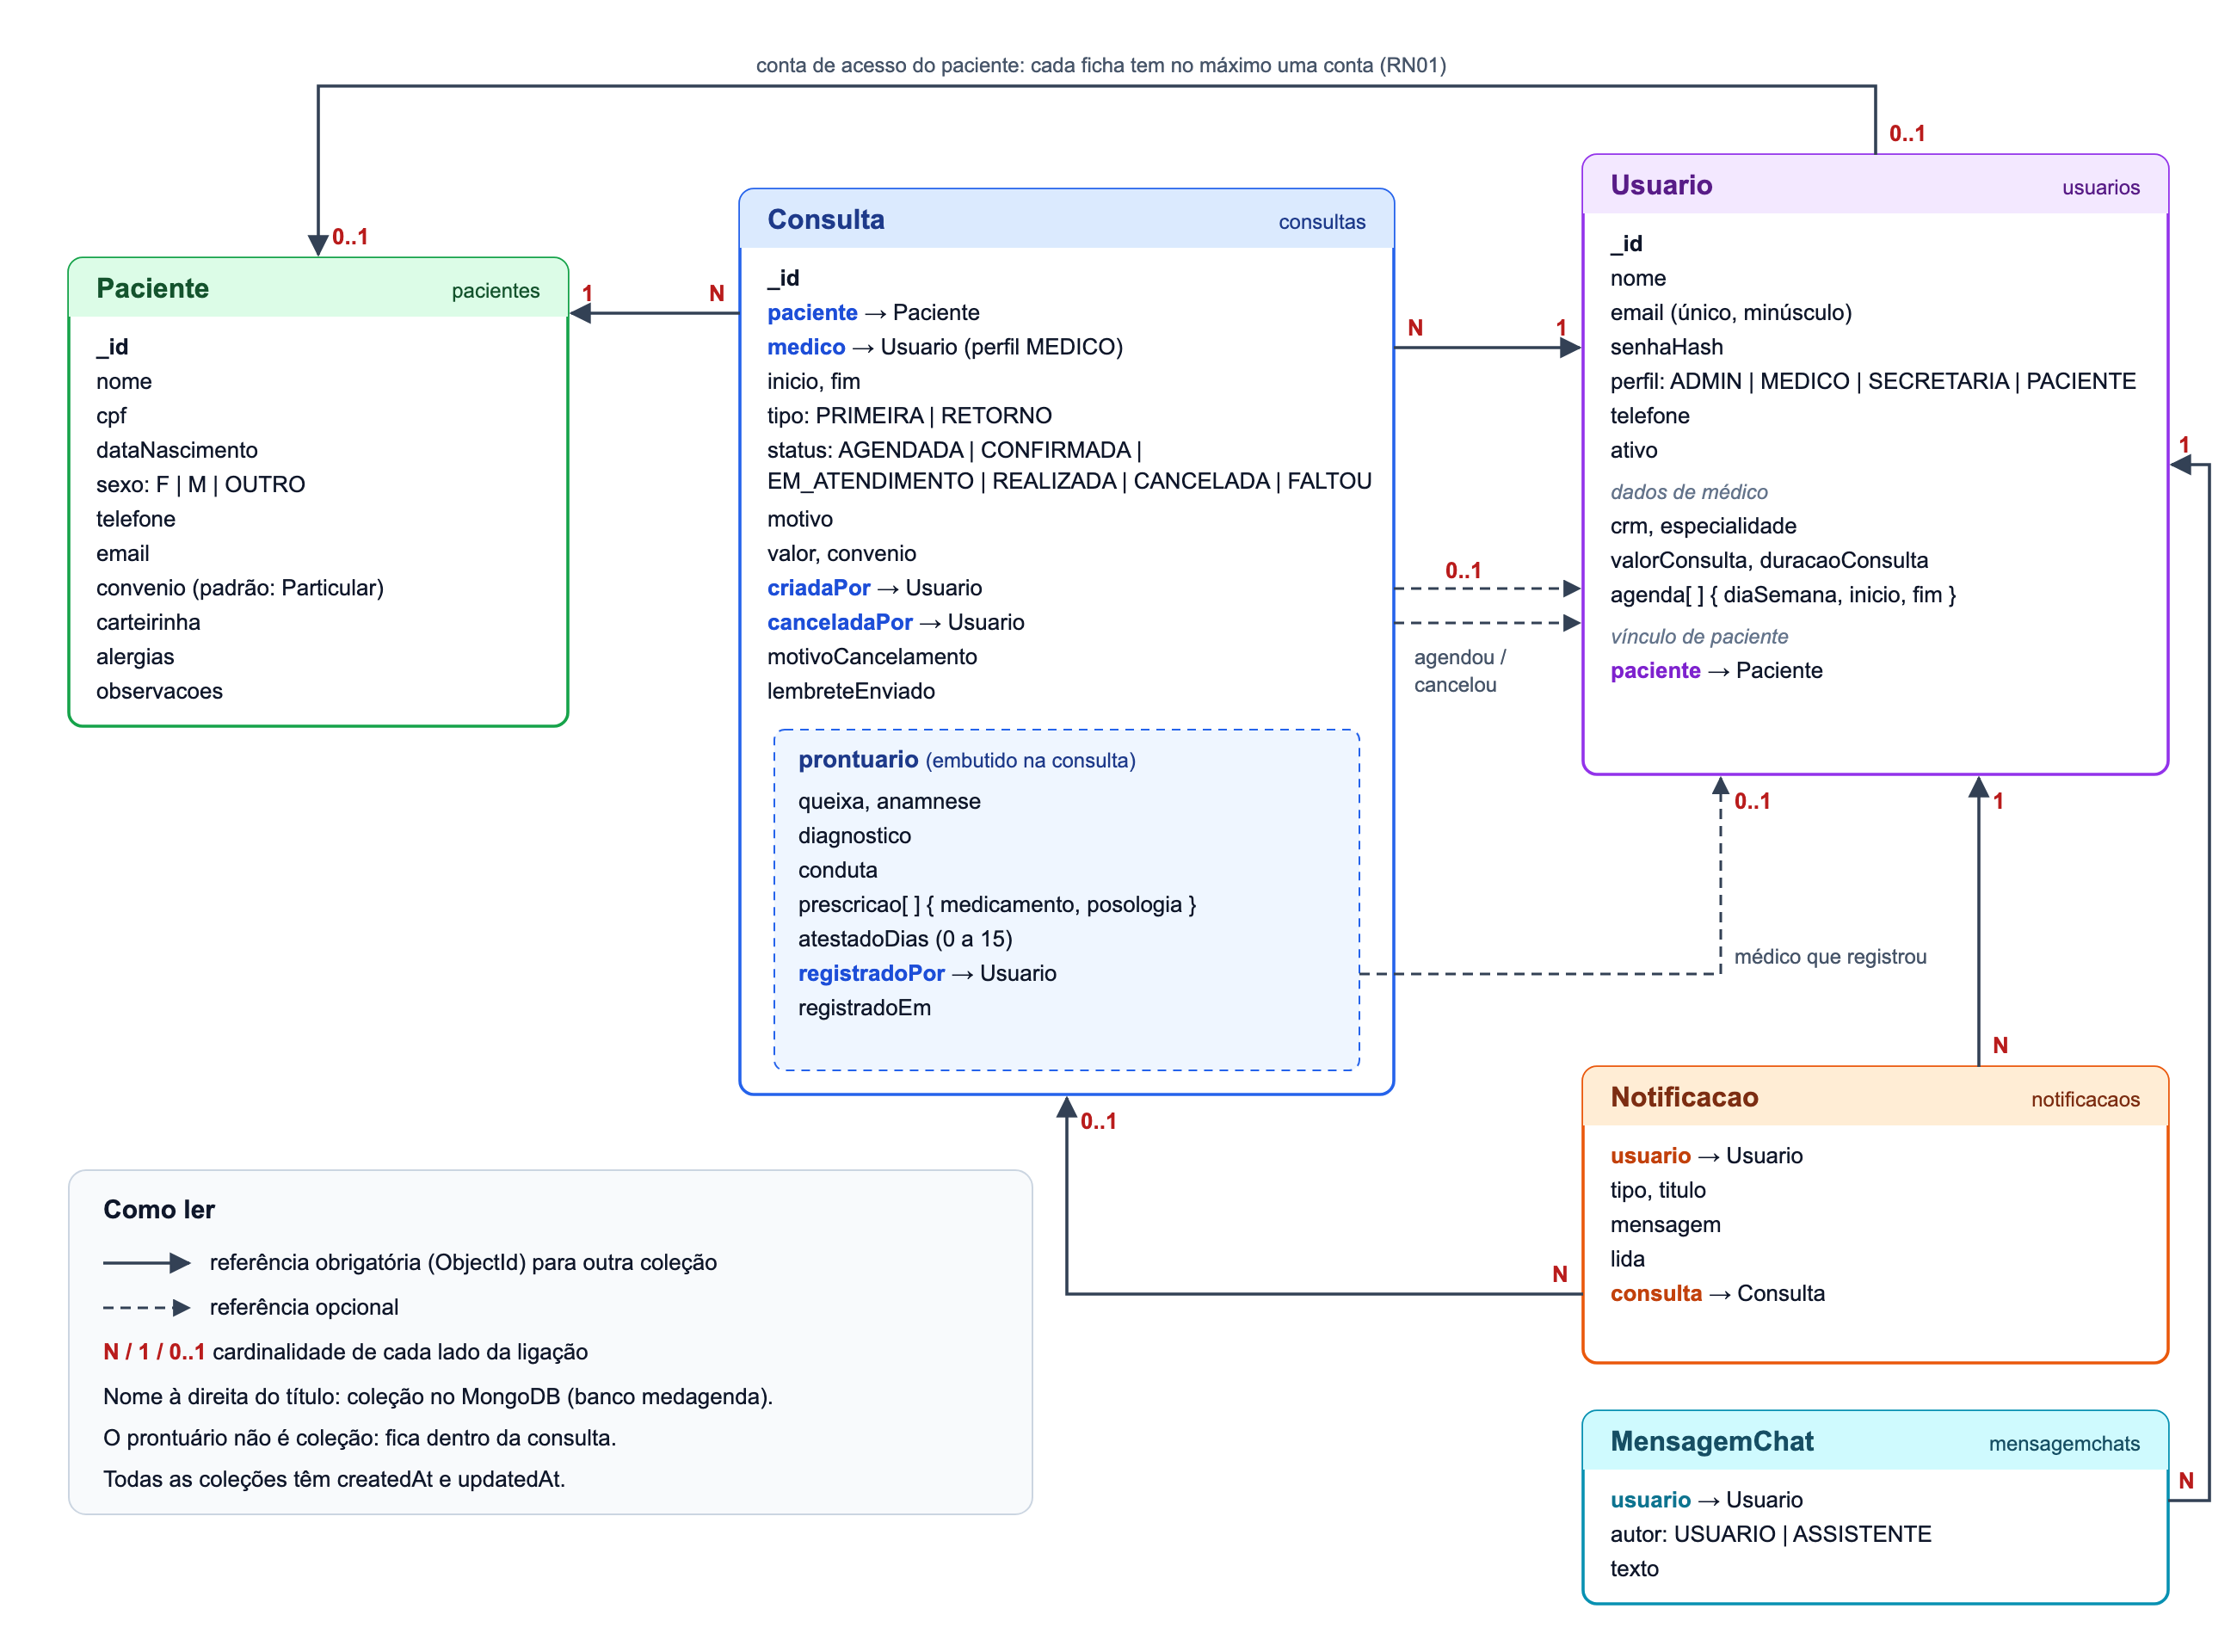 conta de acesso do paciente: cada ficha tem no máximo uma conta (RN01)
0..1
0..1
Paciente pacientes
_id
nome
cpf
dataNascimento
sexo: F | M | OUTRO
telefone
email
convenio (padrão: Particular)
carteirinha
alergias
observacoes
1 N
Consulta consultas
_id
paciente → Paciente
medico → Usuario (perfil MEDICO)
inicio, fim
tipo: PRIMEIRA | RETORNO
status: AGENDADA | CONFIRMADA |
EM_ATENDIMENTO | REALIZADA | CANCELADA | FALTOU
motivo
valor, convenio
criadaPor → Usuario
canceladaPor → Usuario
motivoCancelamento
lembreteEnviado
prontuario (embutido na consulta)
queixa, anamnese
diagnostico
conduta
prescricao[ ] { medicamento, posologia }
atestadoDias (0 a 15)
registradoPor → Usuario
registradoEm
N 1
0..1
agendou /
cancelou
Usuario usuarios
_id
nome
email (único, minúsculo)
senhaHash
perfil: ADMIN | MEDICO | SECRETARIA | PACIENTE
telefone
ativo
dados de médico
crm, especialidade
valorConsulta, duracaoConsulta
agenda[ ] { diaSemana, inicio, fim }
vínculo de paciente
paciente → Paciente
1
0..1
1
médico que registrou
N
0..1
N
Notificacao notificacaos
usuario → Usuario
tipo, titulo
mensagem
lida
consulta → Consulta
MensagemChat mensagemchats
usuario → Usuario
autor: USUARIO | ASSISTENTE
texto
N
Como ler
referência obrigatória (ObjectId) para outra coleção
referência opcional
N / 1 / 0..1 cardinalidade de cada lado da ligação
Nome à direita do título: coleção no MongoDB (banco medagenda).
O prontuário não é coleção: fica dentro da consulta.
Todas as coleções têm createdAt e updatedAt.